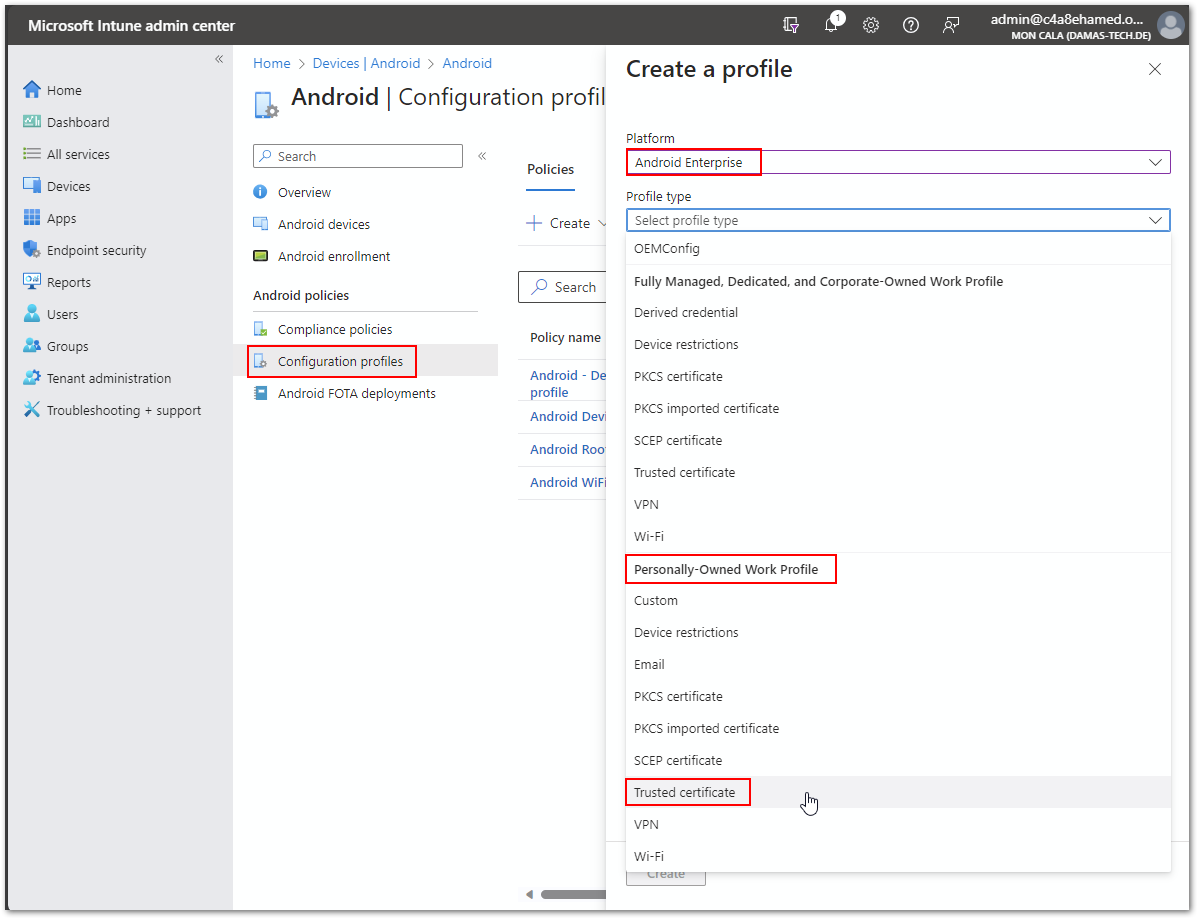 Microsoft Intune admin center
1
admin@c4a8ehamed.o...
MON CALA (DAMAS-TECH.DE)
Home
Dashboard
All services
Devices
Apps
Endpoint security
Reports
Users
Groups
Tenant administration
Troubleshooting + support
Home > Devices | Android > Android
Android | Configuration profil
Search
Overview
Android devices
Android enrollment
Android policies
Compliance policies
Configuration profiles
Android FOTA deployments
Policies
Create
Search
Policy name
Android - De
profile
Android Devi
Android Roo
Android WiFi
Create a profile
Platform
Android Enterprise
Profile type
Select profile type
OEMConfig
Fully Managed, Dedicated, and Corporate-Owned Work Profile
Derived credential
Device restrictions
PKCS certificate
PKCS imported certificate
SCEP certificate
Trusted certificate
VPN
Wi-Fi
Personally-Owned Work Profile
Custom
Device restrictions
Email
PKCS certificate
PKCS imported certificate
SCEP certificate
Trusted certificate
VPN
Wi-Fi
Create